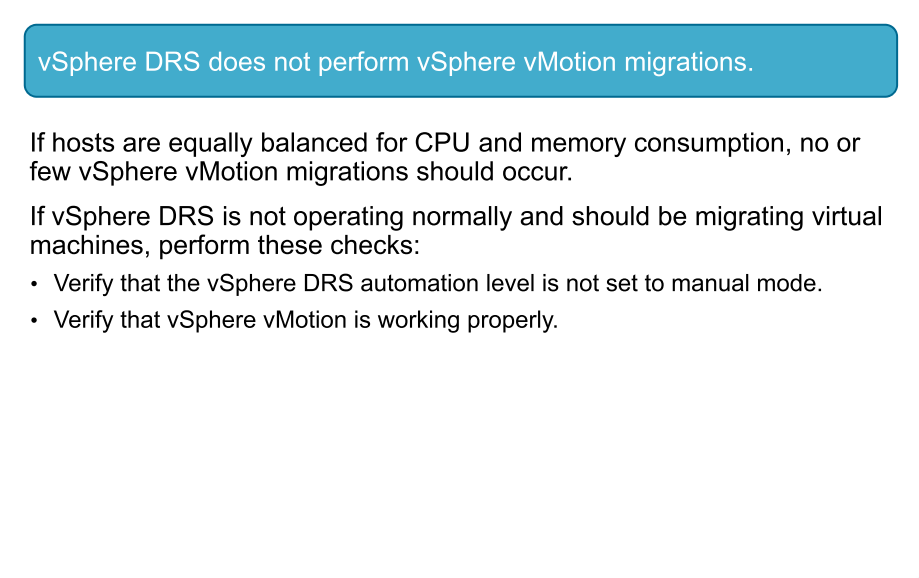 vSphere DRS does not perform vSphere vMotion migrations.
If hosts are equally balanced for CPU and memory consumption, no or
few vSphere vMotion migrations should occur.
If vSphere DRS is not operating normally and should be migrating virtual
machines, perform these checks:
• Verify that the vSphere DRS automation level is not set to manual mode.
• Verify that vSphere vMotion is working properly.